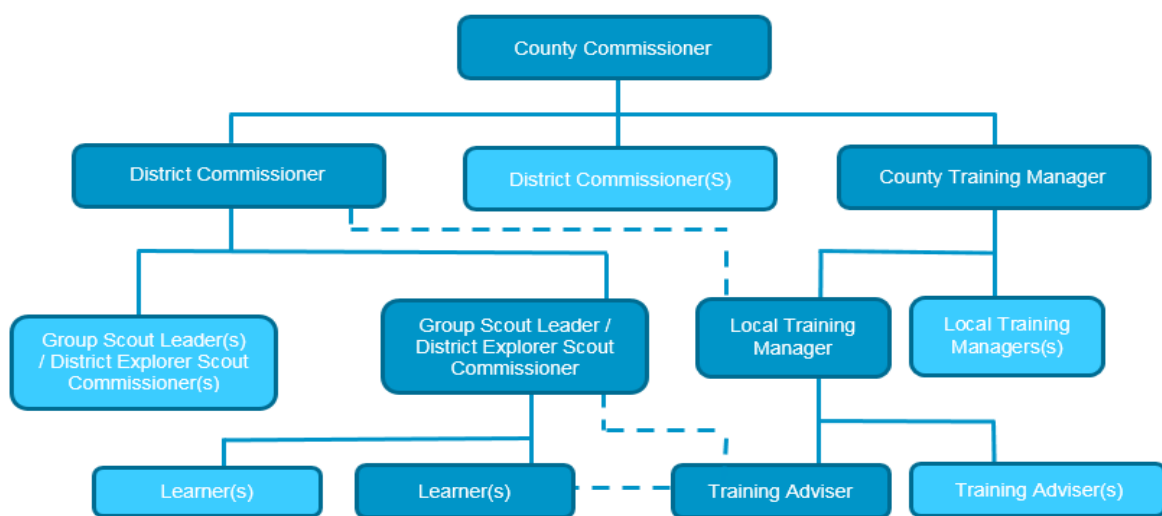 County Commissioner
District Commissioner
District Commissioner(S)
County Training Manager
Group Scout Leader(s)
/ District Explorer Scout
Commissioner(s)
Group Scout Leader /
District Explorer Scout
Commissioner
Local Training
Manager
Local Training
Managers(s)
Learner(s)
Learner(s)
Training Adviser
Training Adviser(s)